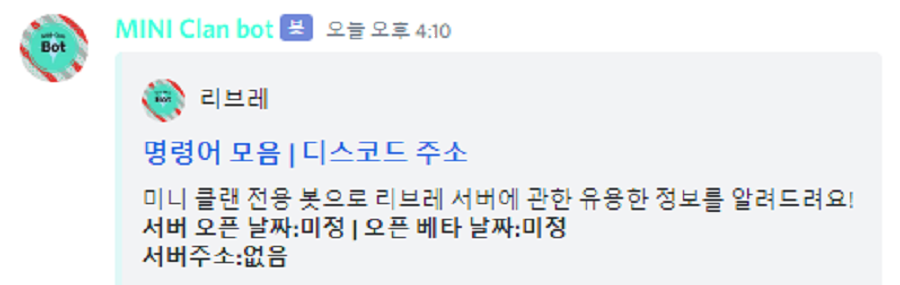 MINI Clan bot 봇 오늘 오후 4:10
리브레
명령어 모음 | 디스코드 주소
미니 클랜 전용 봇으로 리브레 서버에 관한 유용한 정보를 알려드려요!
서버 오픈 날짜:미정 | 오픈 베타 날짜:미정
서버주소:없음